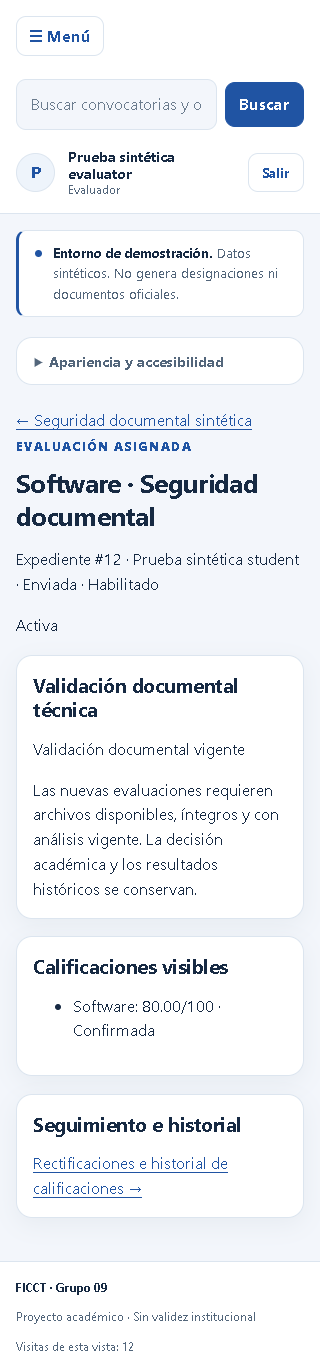 ☰ Menú
Buscar convocatorias y o
Buscar
P
Prueba sintética
evaluator
Evaluador
Salir
Entorno de demostración. Datos
sintéticos. No genera designaciones ni
documentos oficiales.
▶ Apariencia y accesibilidad
← Seguridad documental sintética
EVALUACIÓN ASIGNADA
Software · Seguridad
documental
Expediente #12 · Prueba sintética student
· Enviada · Habilitado
Activa
Validación documental
técnica
Validación documental vigente
Las nuevas evaluaciones requieren
archivos disponibles, íntegros y con
análisis vigente. La decisión
académica y los resultados
históricos se conservan.
Calificaciones visibles
• Software: 80.00/100 ·
Confirmada
Seguimiento e historial
Rectificaciones e historial de
calificaciones →
FICCT · Grupo 09
Proyecto académico · Sin validez institucional
Visitas de esta vista: 12